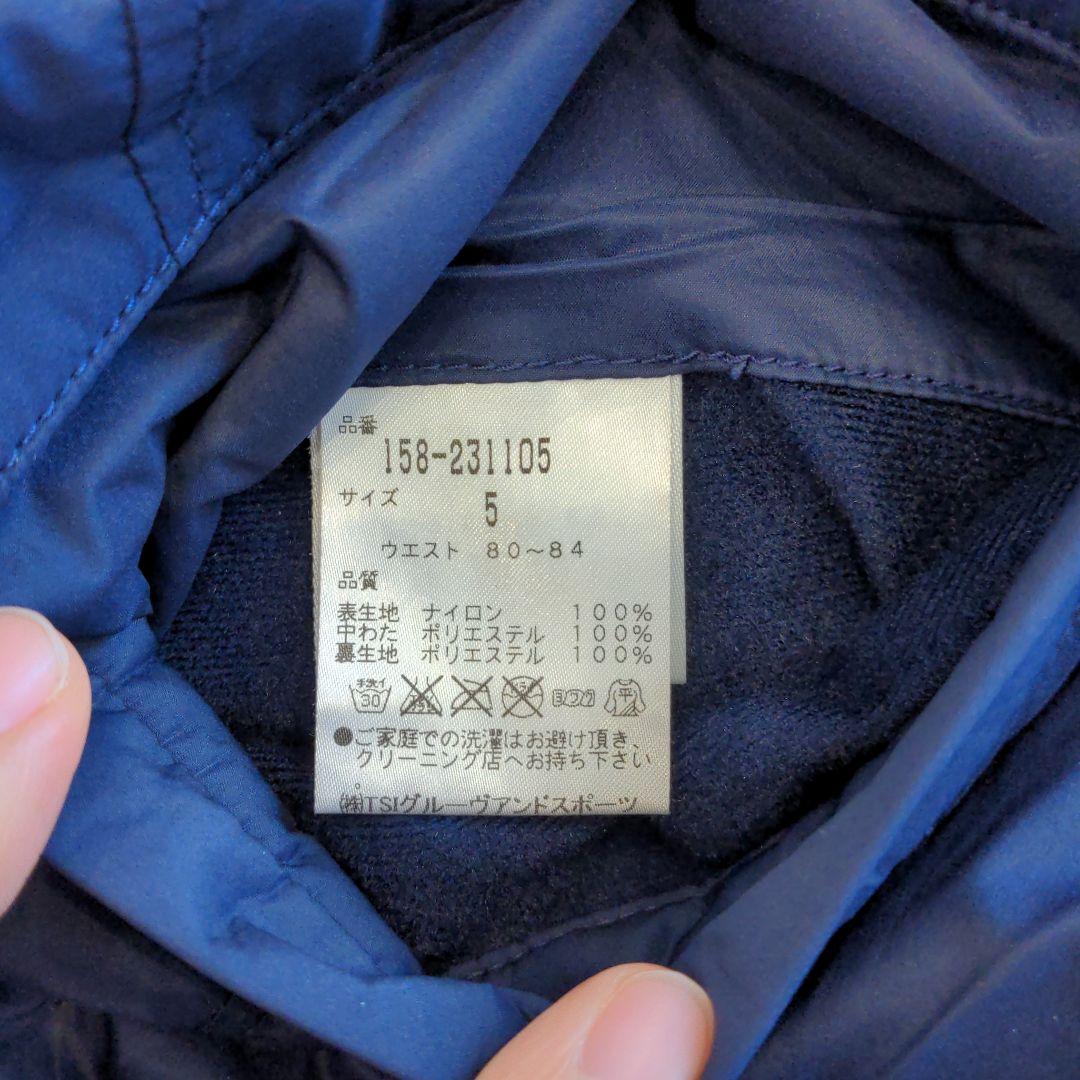 品番
158-231105
サイズ 5
ウエスト 80～84
品質
表生地 ナイロン 100%
中わた ポリエステル 100%
裏生地 ポリエステル 100%
手洗イ 30 平
●ご家庭での洗濯はお避け頂き、
クリーニング店へお持ち下さい
。
㈱TSIグルーヴアンドスポーツ